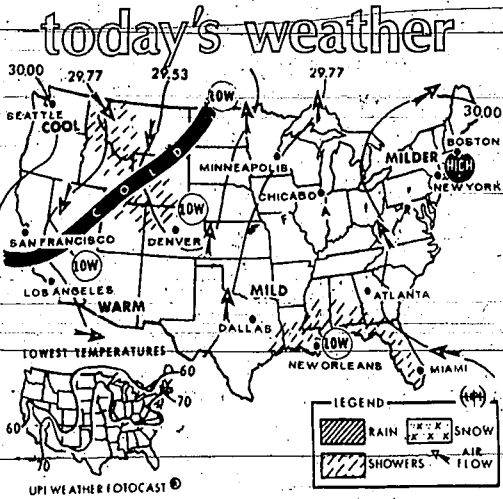 today's weather
30.00 29.77 29.53 29.77
LOW
30.00
SEATTLE
COOL
BOSTON
COLD
MINNEAPOLIS
MILDER
HIGH
NEW YORK
CHICAGO
LOW
SAN FRANCISCO
DENVER
LOW
LOS ANGELES
WARM
MILD
ATLANTA
DALLAS
LOW
NEW ORLEANS
MIAMI
LOWEST TEMPERATURES
60
70
60
70
LEGEND
RAIN SNOW
SHOWERS AIR FLOW
UPI WEATHER FOTOCAST